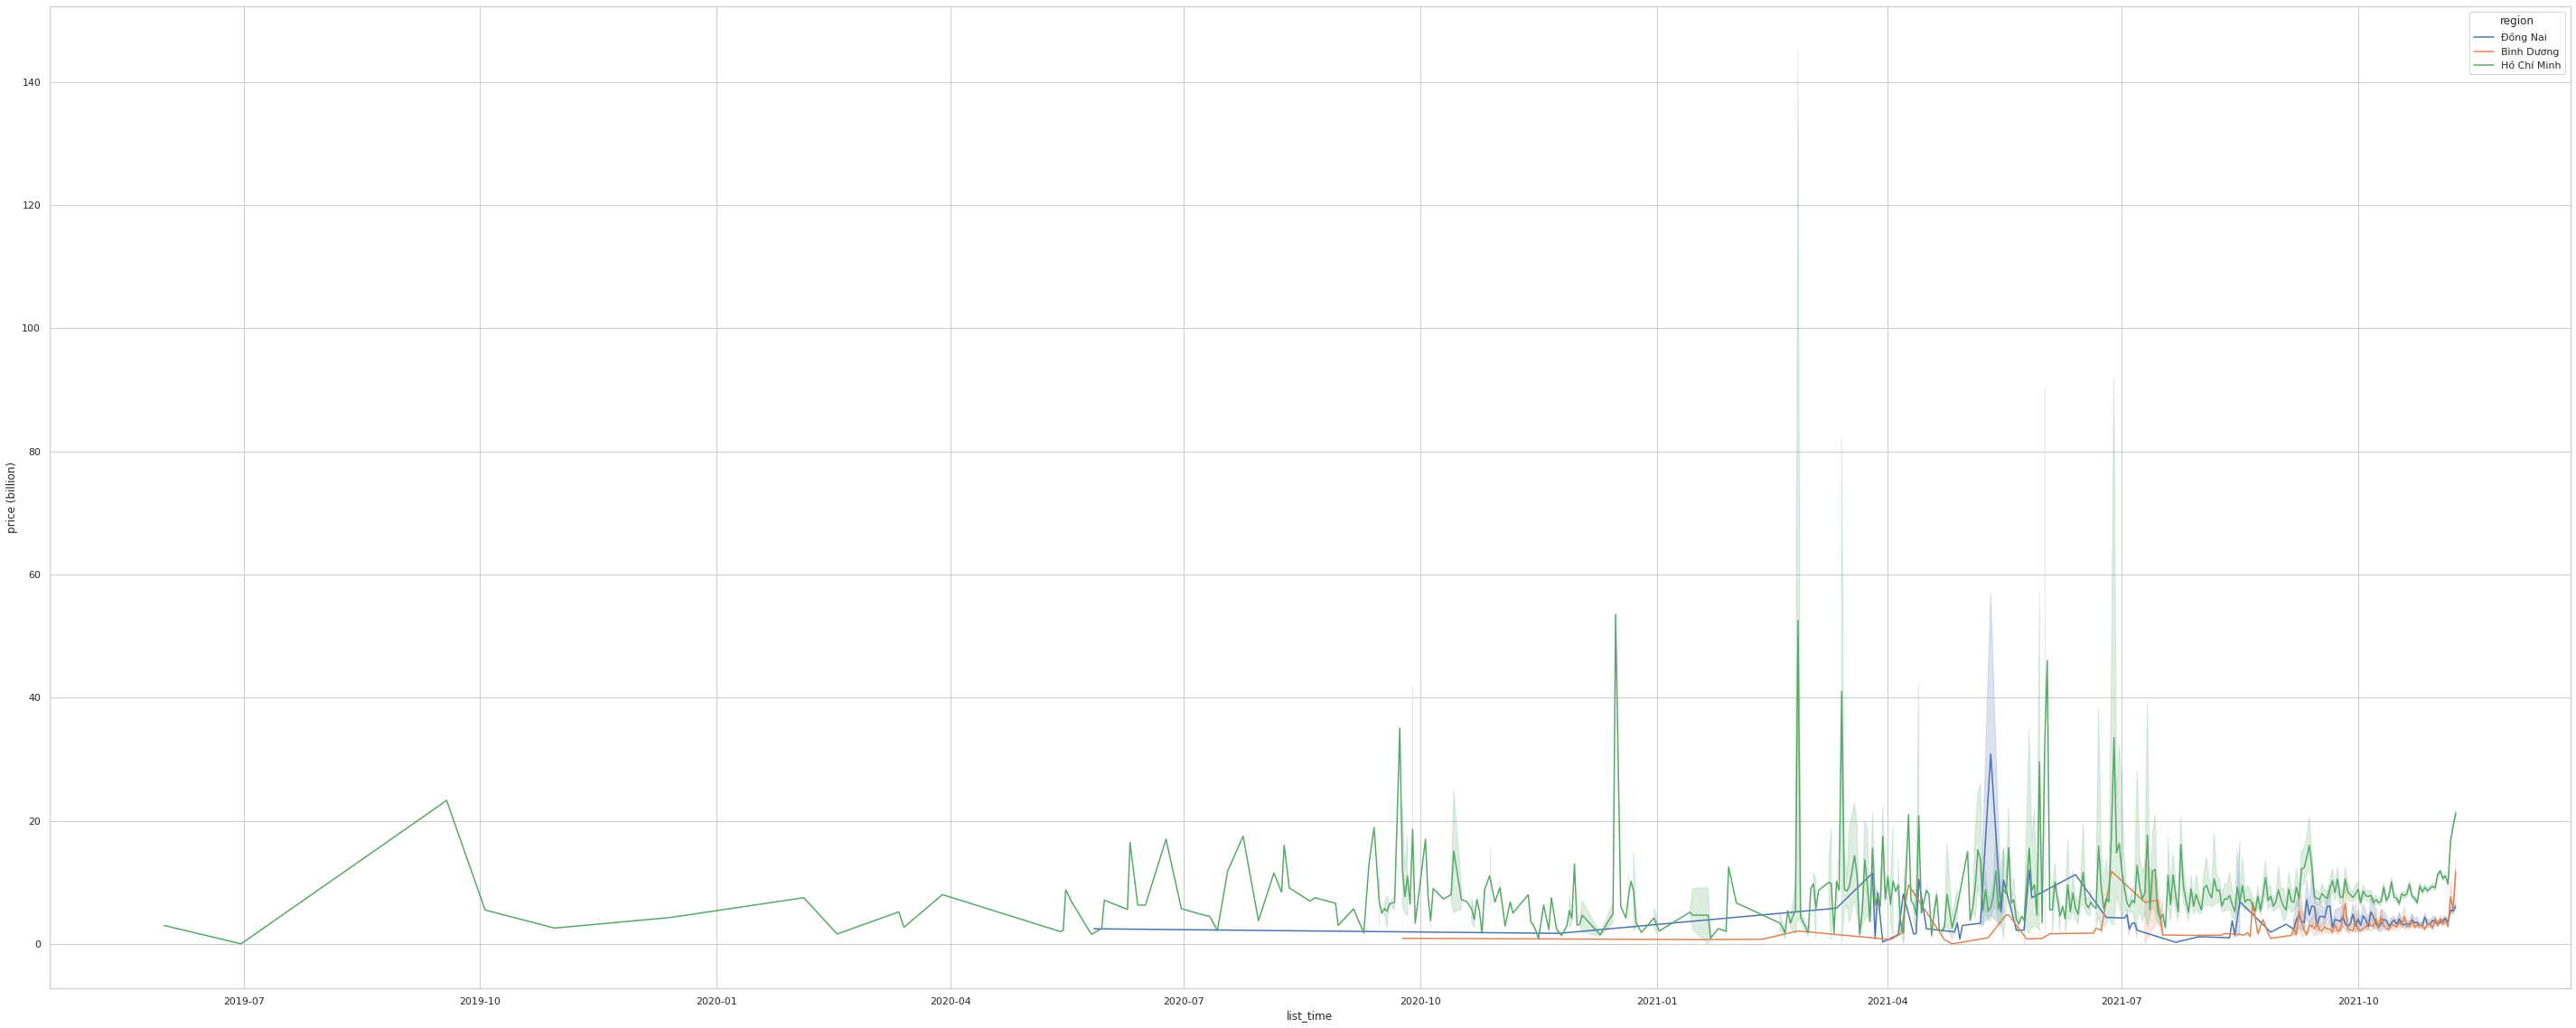 region
Đồng Nai
Bình Dương
Hồ Chí Minh
140
120
100
80
60
40
20
0
price (billion)
2019-07 2019-10 2020-01 2020-04 2020-07 2020-10 2021-01 2021-04 2021-07 2021-10
list_time